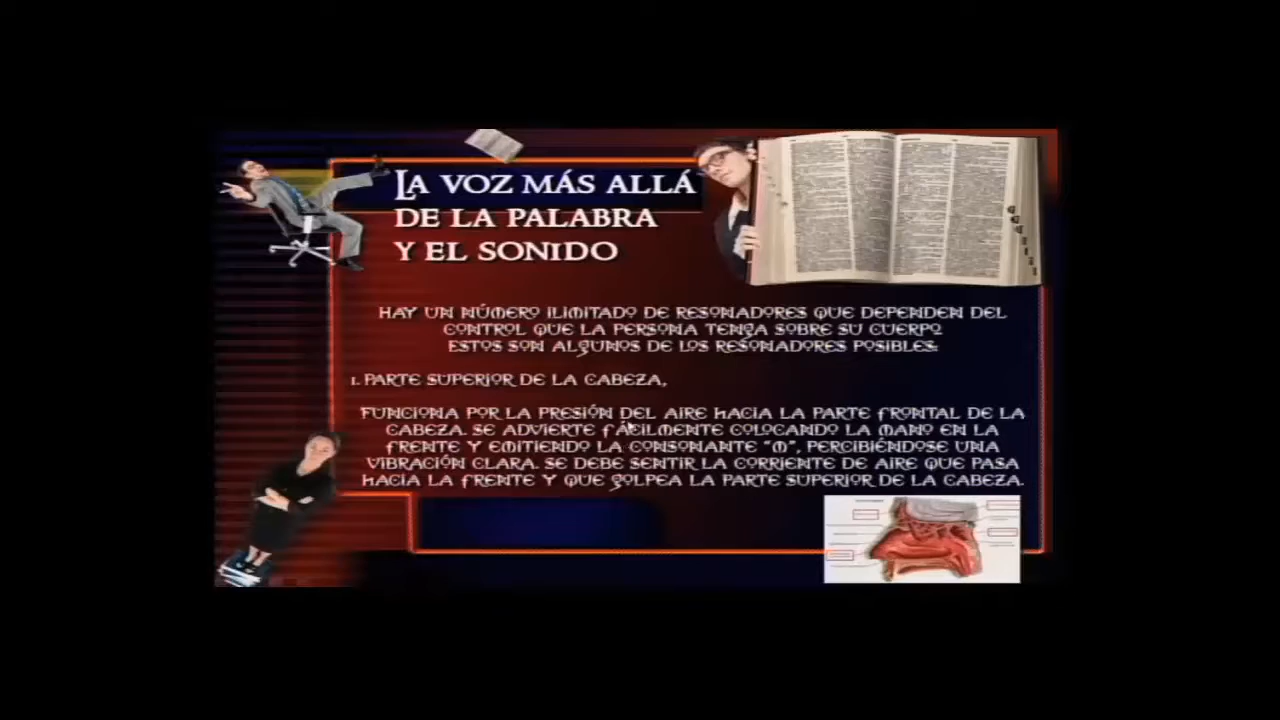 LA VOZ MÁS ALLÁ
DE LA PALABRA
Y EL SONIDO
HAY UN NÚMERO ILIMITADO DE RESONADORES QUE DEPENDEN DEL
CONTROL QUE LA PERSONA TENGA SOBRE SU CUERPO
ESTOS SON ALGUNOS DE LOS RESONADORES POSIBLES:
1. PARTE SUPERIOR DE LA CABEZA,
FUNCIONA POR LA PRESIÓN DEL AIRE HACIA LA PARTE FRONTAL DE LA
CABEZA. SE ADVIERTE FÁCILMENTE COLOCANDO LA MANO EN LA
FRENTE Y EMITIENDO LA CONSONANTE "M", PERCIBIÉNDOSE UNA
VIBRACIÓN CLARA. SE DEBE SENTIR LA CORRIENTE DE AIRE QUE PASA
HACIA LA FRENTE Y QUE GOLPEA LA PARTE SUPERIOR DE LA CABEZA.